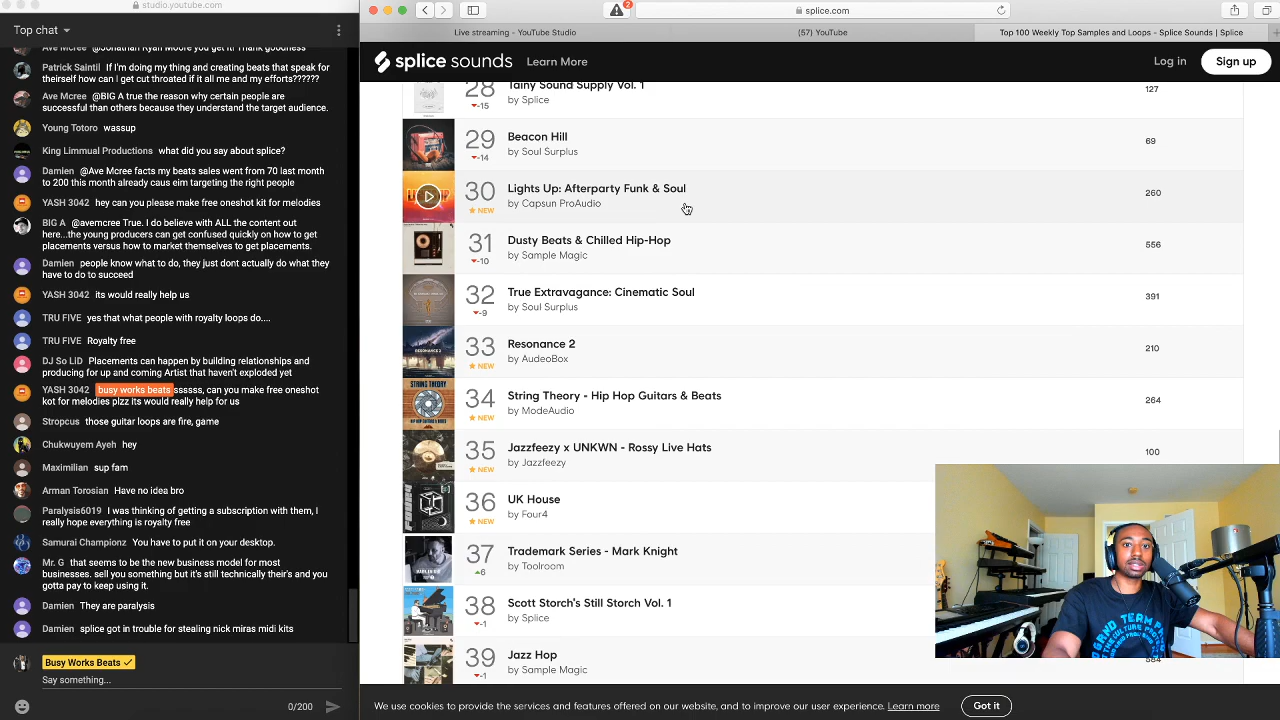 studio.youtube.com
Top chat
Ave Mcree @Jonathan Ryan Moore you get it! Thank goodness
Patrick Saintil If I'm doing my thing and creating beats that speak for
theirself how can I get cut throated if it all me and my efforts??????
Ave Mcree @BIG A true the reason why certain people are
successful than others because they understand the target audience.
Young Totoro wassup
King Limmual Productions what did you say about splice?
Damien @Ave Mcree facts my beats sales went from 70 last month
to 200 this month already caus eim targeting the right people
YASH 3042 hey can you please make free oneshot kit for melodies
BIG A @avemcree True. I do believe with ALL the content out
here...the young producers can get confused quickly on how to get
placements versus how to market themselves to get placements.
Damien people know what to do, they just dont actually do what they
have to do to succeed
YASH 3042 its would really help us
TRU FIVE yes that what people with royalty loops do....
TRU FIVE Royalty free
DJ So LID Placements can happen by building relationships and
producing for up and coming Artist that haven't exploded yet
YASH 3042 busy works beatsssssss, can you make free oneshot
kot for melodies plzz its would really help for us
Stropcus those guitar loops are fire, game
Chukwuyem Ayeh hey
Maximilian sup fam
Arman Torosian Have no idea bro
Paralysis6019 I was thinking of getting a subscription with them, I
really hope everything is royalty free
Samurai Championz You have to put it on your desktop.
Mr. G that seems to be the new business model for most
businesses. sell you something but it's still technically their's and you
gotta pay to keep using it.
Damien They are paralysis
Damien splice got in trouble for stealing nick miras midi kits
Busy Works Beats
Say something...
0/200
2
splice.com
Live streaming - YouTube Studio
(57) YouTube
Top 100 Weekly Top Samples and Loops - Splice Sounds | Splice
splice sounds
Learn More
Log in
Sign up
28 Tainy Sound Supply Vol. 1 127
-15 by Splice
29 Beacon Hill 69
-14 by Soul Surplus
30 Lights Up: Afterparty Funk & Soul 260
NEW by Capsun ProAudio
31 Dusty Beats & Chilled Hip-Hop 556
-10 by Sample Magic
32 True Extravagance: Cinematic Soul 391
-9 by Soul Surplus
33 Resonance 2 210
NEW by AudeoBox
34 String Theory - Hip Hop Guitars & Beats 264
NEW by ModeAudio
35 Jazzfeezy x UNKWN - Rossy Live Hats 100
NEW by Jazzfeezy
36 UK House
NEW by Four4
37 Trademark Series - Mark Knight
6 by Toolroom
38 Scott Storch's Still Storch Vol. 1
-1 by Splice
39 Jazz Hop
-1 by Sample Magic
We use cookies to provide the services and features offered on our website, and to improve our user experience. Learn more
Got it